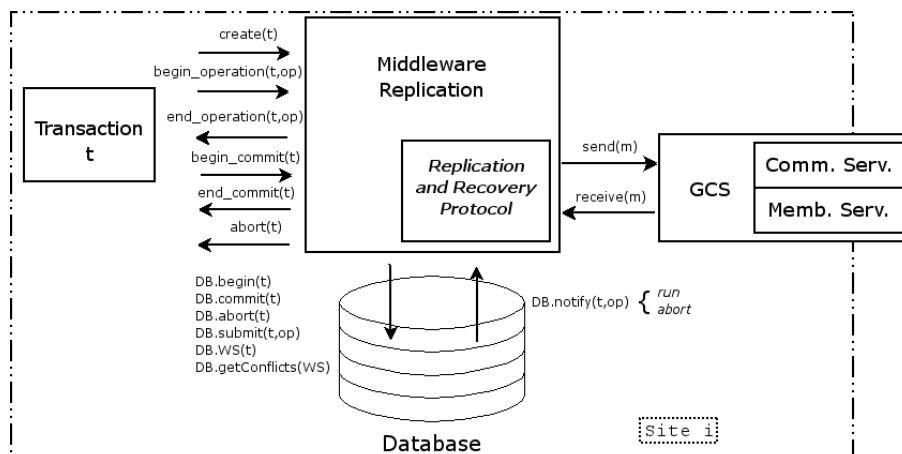 create(t)
begin_operation(t,op)
end_operation(t,op)
begin_commit(t)
end_commit(t)
abort(t)
Transaction
t
Middleware
Replication
Replication
and Recovery
Protocol
send(m)
receive(m)
GCS
Comm. Serv.
Memb. Serv.
DB.begin(t)
DB.commit(t)
DB.abort(t)
DB.submit(t,op)
DB.WS(t)
DB.getConflicts(WS)
DB.notify(t,op) { run
abort
Database
Site i